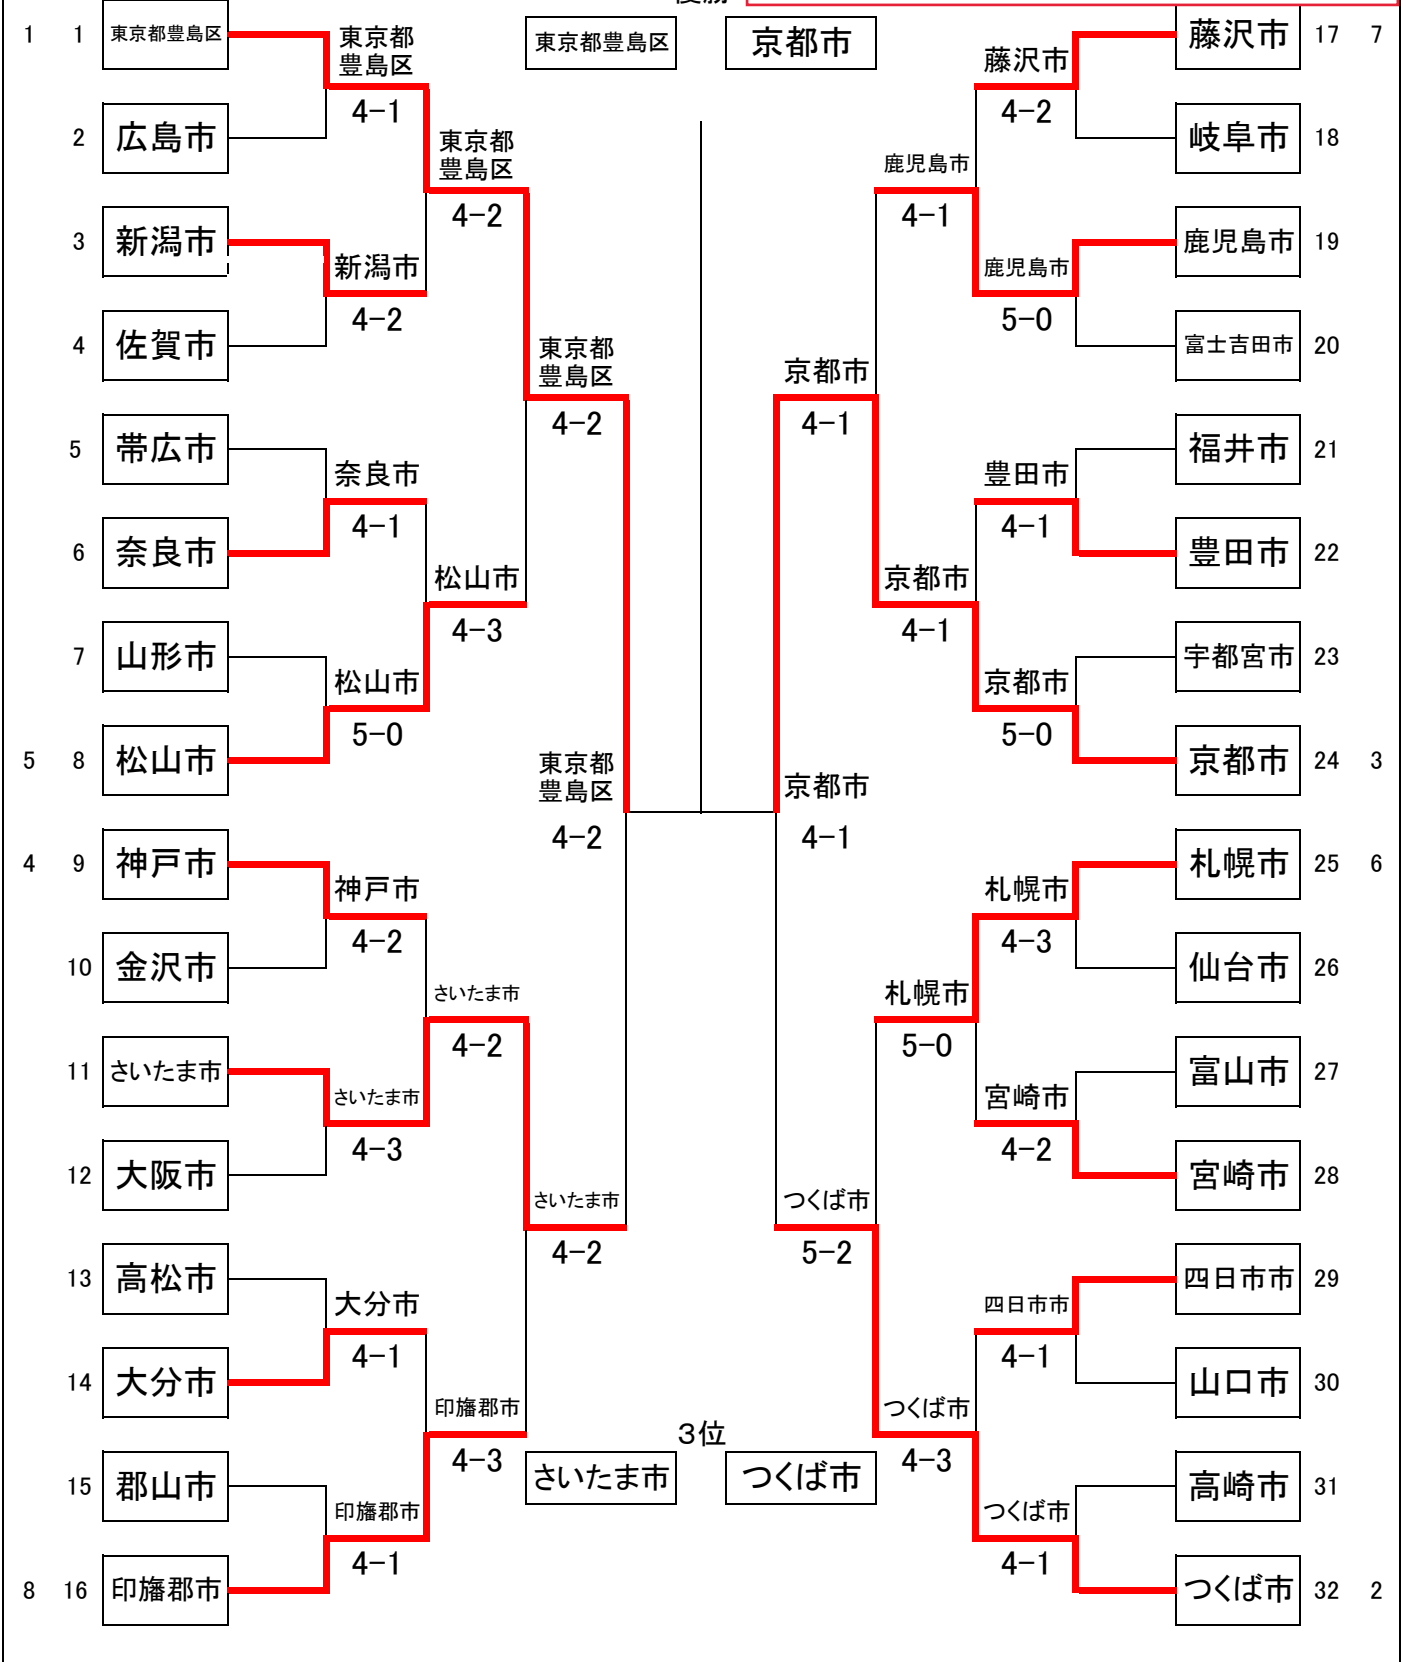 1 1 東京都豊島区
東京都
豊島区
4-1
2 広島市
東京都
豊島区
4-2
3 新潟市
新潟市
4-2
4 佐賀市
東京都
豊島区
4-2
5 帯広市
奈良市
4-1
6 奈良市
松山市
4-3
7 山形市
松山市
5-0
5 8 松山市
東京都
豊島区
4-2
4 9 神戸市
神戸市
4-2
10 金沢市
さいたま市
4-2
11 さいたま市
さいたま市
4-3
12 大阪市
さいたま市
4-2
13 高松市
大分市
4-1
14 大分市
印旛郡市
4-3
15 郡山市
印旛郡市
4-1
8 16 印旛郡市
東京都豊島区
京都市
3位
さいたま市
つくば市
藤沢市 17 7
藤沢市
4-2
岐阜市 18
鹿児島市
4-1
鹿児島市 19
鹿児島市
5-0
富士吉田市 20
京都市
4-1
福井市 21
豊田市
4-1
豊田市 22
京都市
4-1
宇都宮市 23
京都市
5-0
京都市 24 3
京都市
4-1
札幌市 25 6
札幌市
4-3
仙台市 26
札幌市
5-0
富山市 27
宮崎市
4-2
宮崎市 28
つくば市
5-2
四日市市 29
四日市市
4-1
山口市 30
つくば市
4-3
高崎市 31
つくば市
4-1
つくば市 32 2